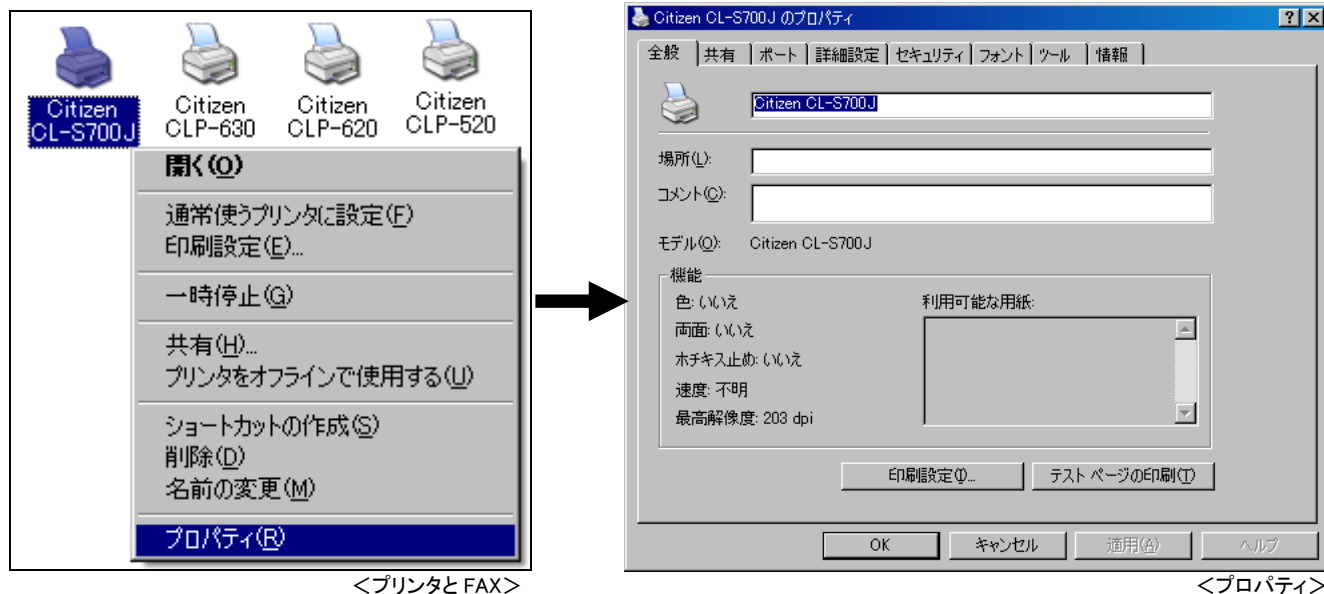 Citizen
CL-S700J
Citizen
CLP-630
Citizen
CLP-620
Citizen
CLP-520
開く(O)
通常使うプリンタに設定(F)
印刷設定(E)...
一時停止(G)
共有(H)...
プリンタをオフラインで使用する(U)
ショートカットの作成(S)
削除(D)
名前の変更(M)
プロパティ(R)
<プリンタと FAX>
Citizen CL-S700J のプロパティ
全般 共有 ポート 詳細設定 セキュリティ フォント ツール 情報
Citizen CL-S700J
場所(L):
コメント(C):
モデル(O): Citizen CL-S700J
機能
色: いいえ
両面: いいえ
ホチキス止め: いいえ
速度: 不明
最高解像度: 203 dpi
利用可能な用紙:
印刷設定(I)... テスト ページの印刷(T)
OK キャンセル 適用(A) ヘルプ
<プロパティ>